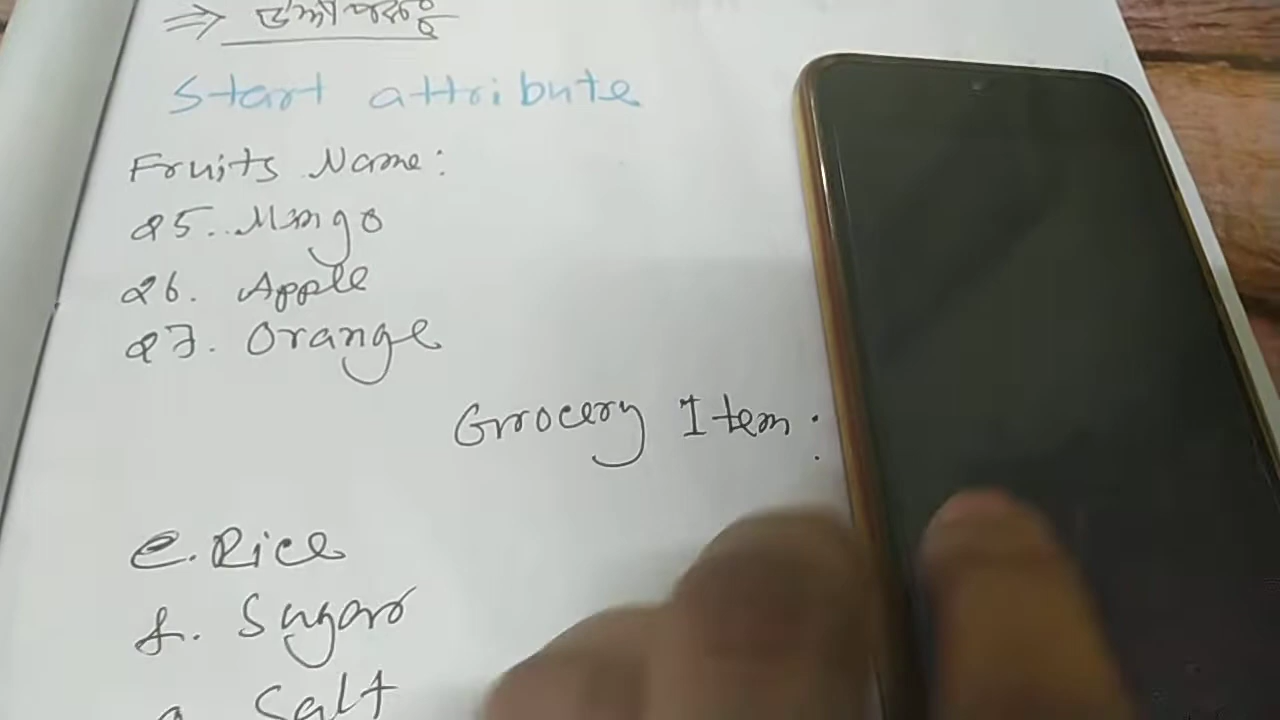 ⇒
Start attribute
Fruits Name:
25. Mango
26. Apple
27. Orange
Grocery Item:
e. Rice
f. Sugar
g. Salt